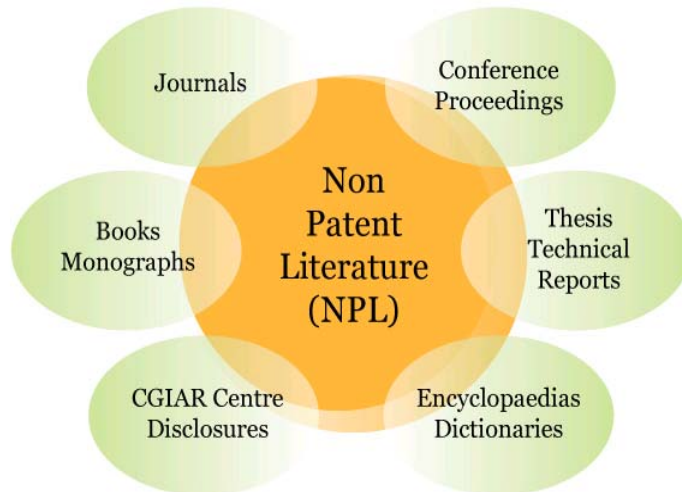 Journals
Conference
Proceedings
Books
Monographs
Non
Patent
Literature
(NPL)
Thesis
Technical
Reports
CGIAR Centre
Disclosures
Encyclopaedias
Dictionaries